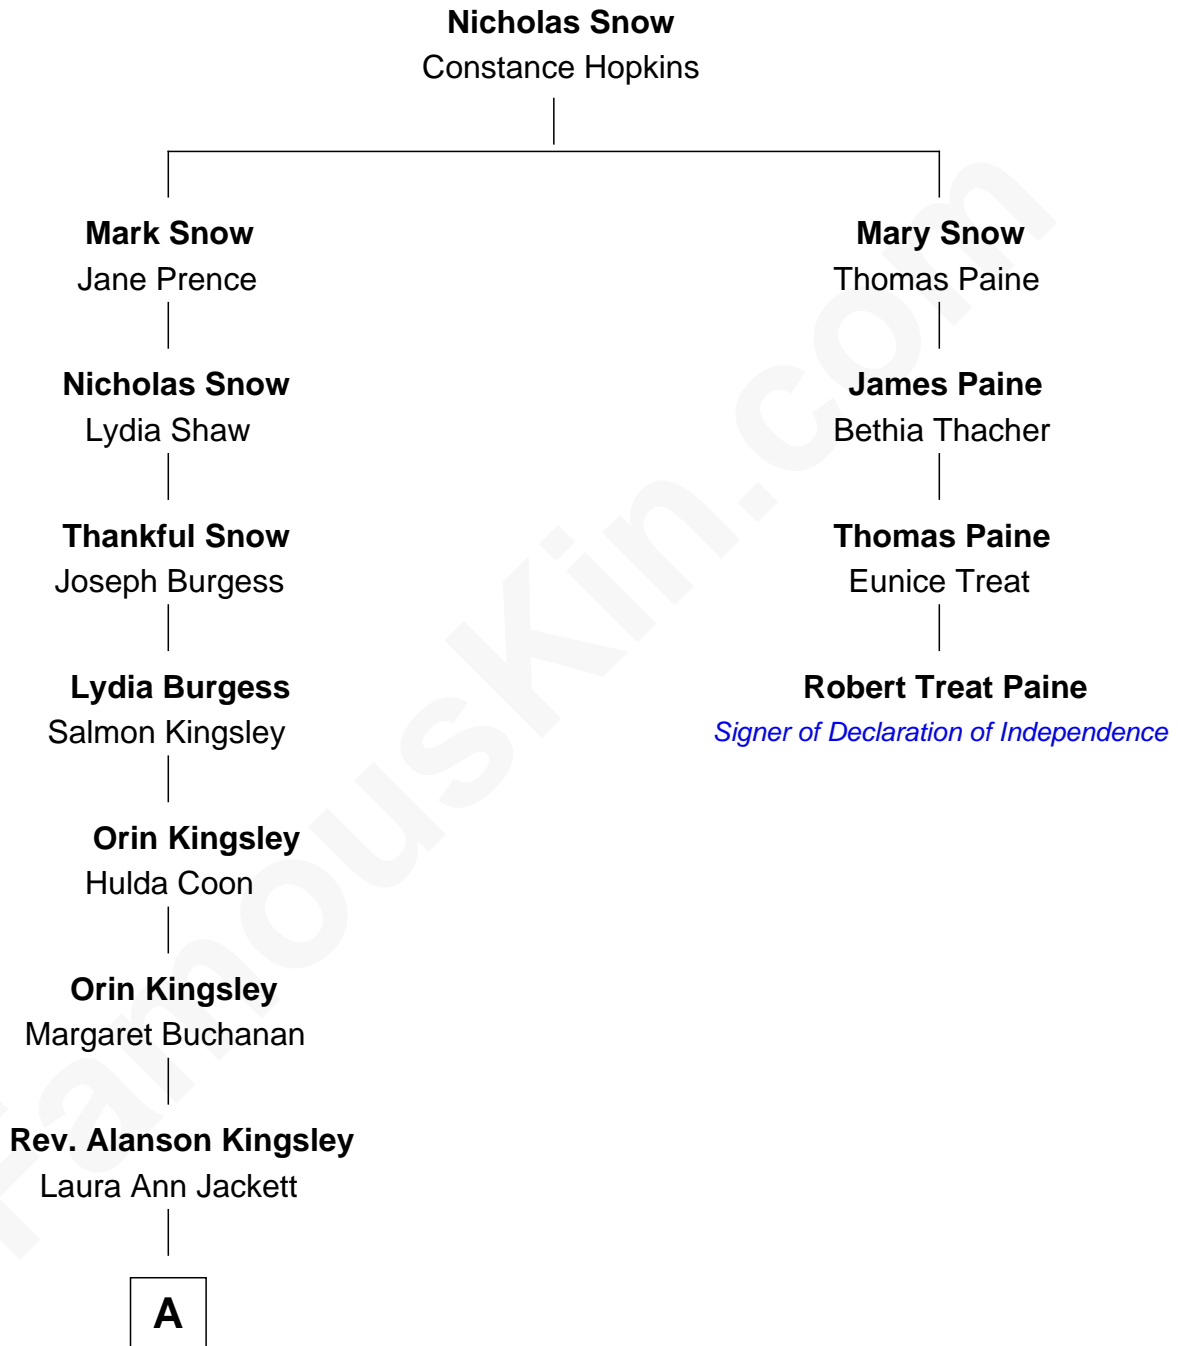 Nicholas Snow
Constance Hopkins
Mark Snow
Jane Prence
Mary Snow
Thomas Paine
Nicholas Snow
Lydia Shaw
James Paine
Bethia Thacher
Thankful Snow
Joseph Burgess
Thomas Paine
Eunice Treat
Lydia Burgess
Salmon Kingsley
Robert Treat Paine
Signer of Declaration of Independence
Orin Kingsley
Hulda Coon
Orin Kingsley
Margaret Buchanan
Rev. Alanson Kingsley
Laura Ann Jackett
A
FamousKin.com